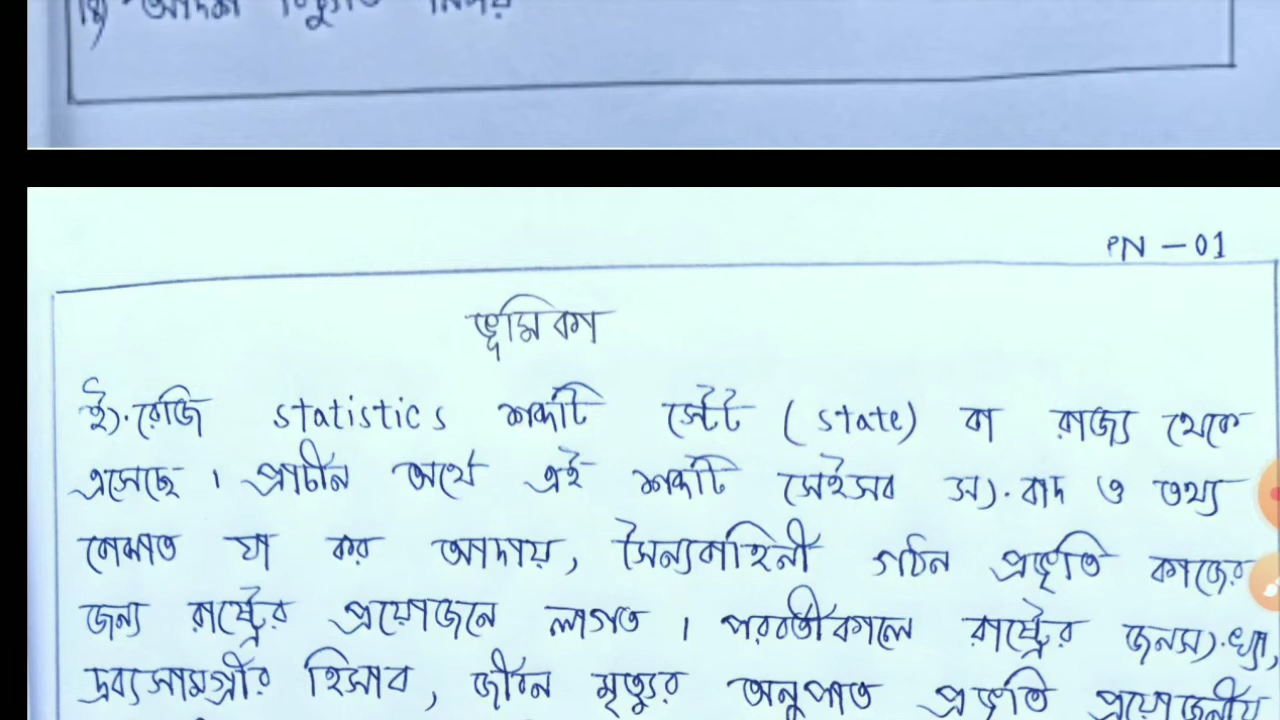 PN - 01
ভূমিকা
ইংরেজি statistics শব্দটি স্টেট (state) বা রাজ্য থেকে
এসেছে । প্রাচীন অর্থে এই শব্দটি সেইসব সংবাদ ও তথ্য
বোঝাত যা কর আদায়, সৈন্যবাহিনী গঠন প্রভৃতি কাজের
জন্য রাষ্ট্রের প্রয়োজনে লাগত । পরবর্তীকালে রাষ্ট্রের জনসংখ্যা,
দ্রব্যসামগ্রীর হিসাব, জীবন মৃত্যুর অনুপাত প্রভৃতি প্রয়োজনীয়